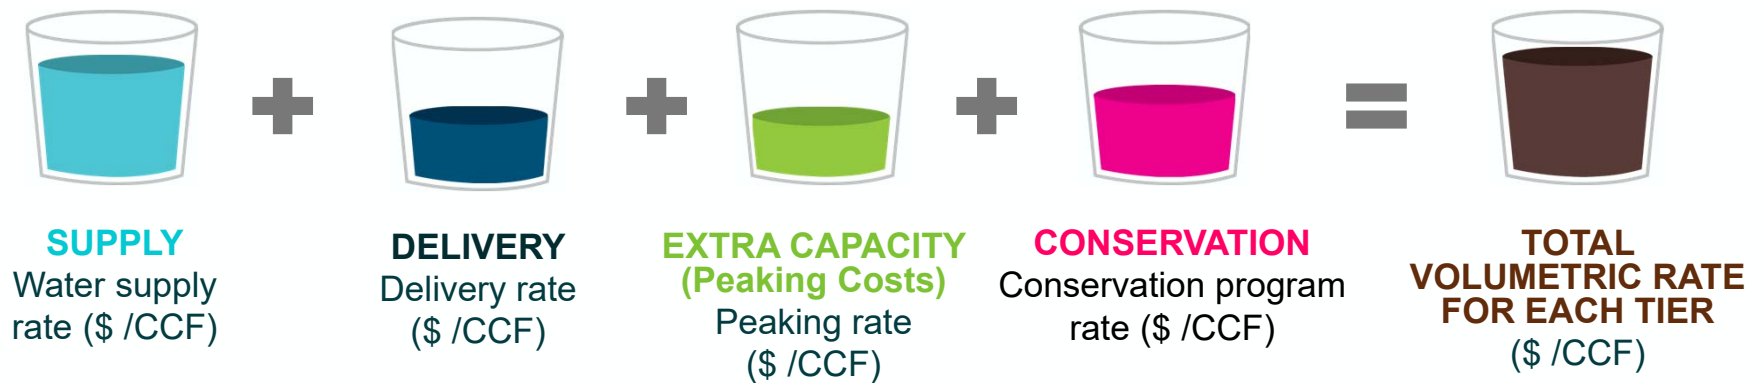 SUPPLY
Water supply
rate ($ /CCF)
DELIVERY
Delivery rate
($ /CCF)
EXTRA CAPACITY
(Peaking Costs)
Peaking rate
($ /CCF)
CONSERVATION
Conservation program
rate ($ /CCF)
TOTAL
VOLUMETRIC RATE
FOR EACH TIER
($ /CCF)